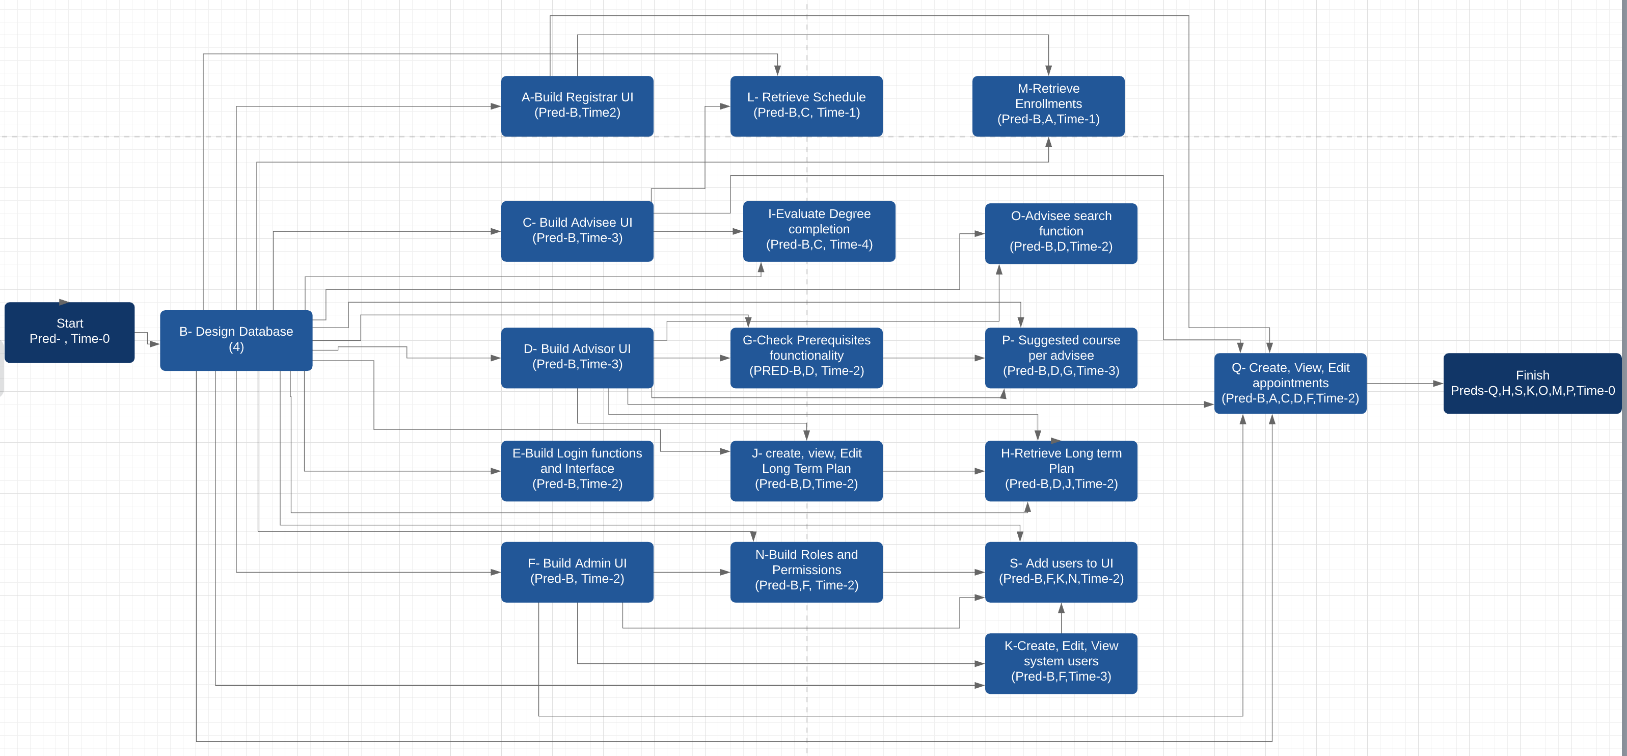 A-Build Registrar UI
(Pred-B,Time2)
L- Retrieve Schedule
(Pred-B,C, Time-1)
M-Retrieve
Enrollments
(Pred-B,A,Time-1)
C- Build Advisee UI
(Pred-B,Time-3)
I-Evaluate Degree
completion
(Pred-B,C, Time-4)
O-Advisee search
function
(Pred-B,D,Time-2)
Start
Pred- , Time-0
B- Design Database
(4)
D- Build Advisor UI
(Pred-B,Time-3)
G-Check Prerequisites
founctionality
(PRED-B,D, Time-2)
P- Suggested course
per advisee
(Pred-B,D,G,Time-3)
Q- Create, View, Edit
appointments
(Pred-B,A,C,D,F,Time-2)
Finish
Preds-Q,H,S,K,O,M,P,Time-0
E-Build Login functions
and Interface
(Pred-B,Time-2)
J- create, view, Edit
Long Term Plan
(Pred-B,D,Time-2)
H-Retrieve Long term
Plan
(Pred-B,D,J,Time-2)
F- Build Admin UI
(Pred-B, Time-2)
N-Build Roles and
Permissions
(Pred-B,F, Time-2)
S- Add users to UI
(Pred-B,F,K,N,Time-2)
K-Create, Edit, View
system users
(Pred-B,F,Time-3)